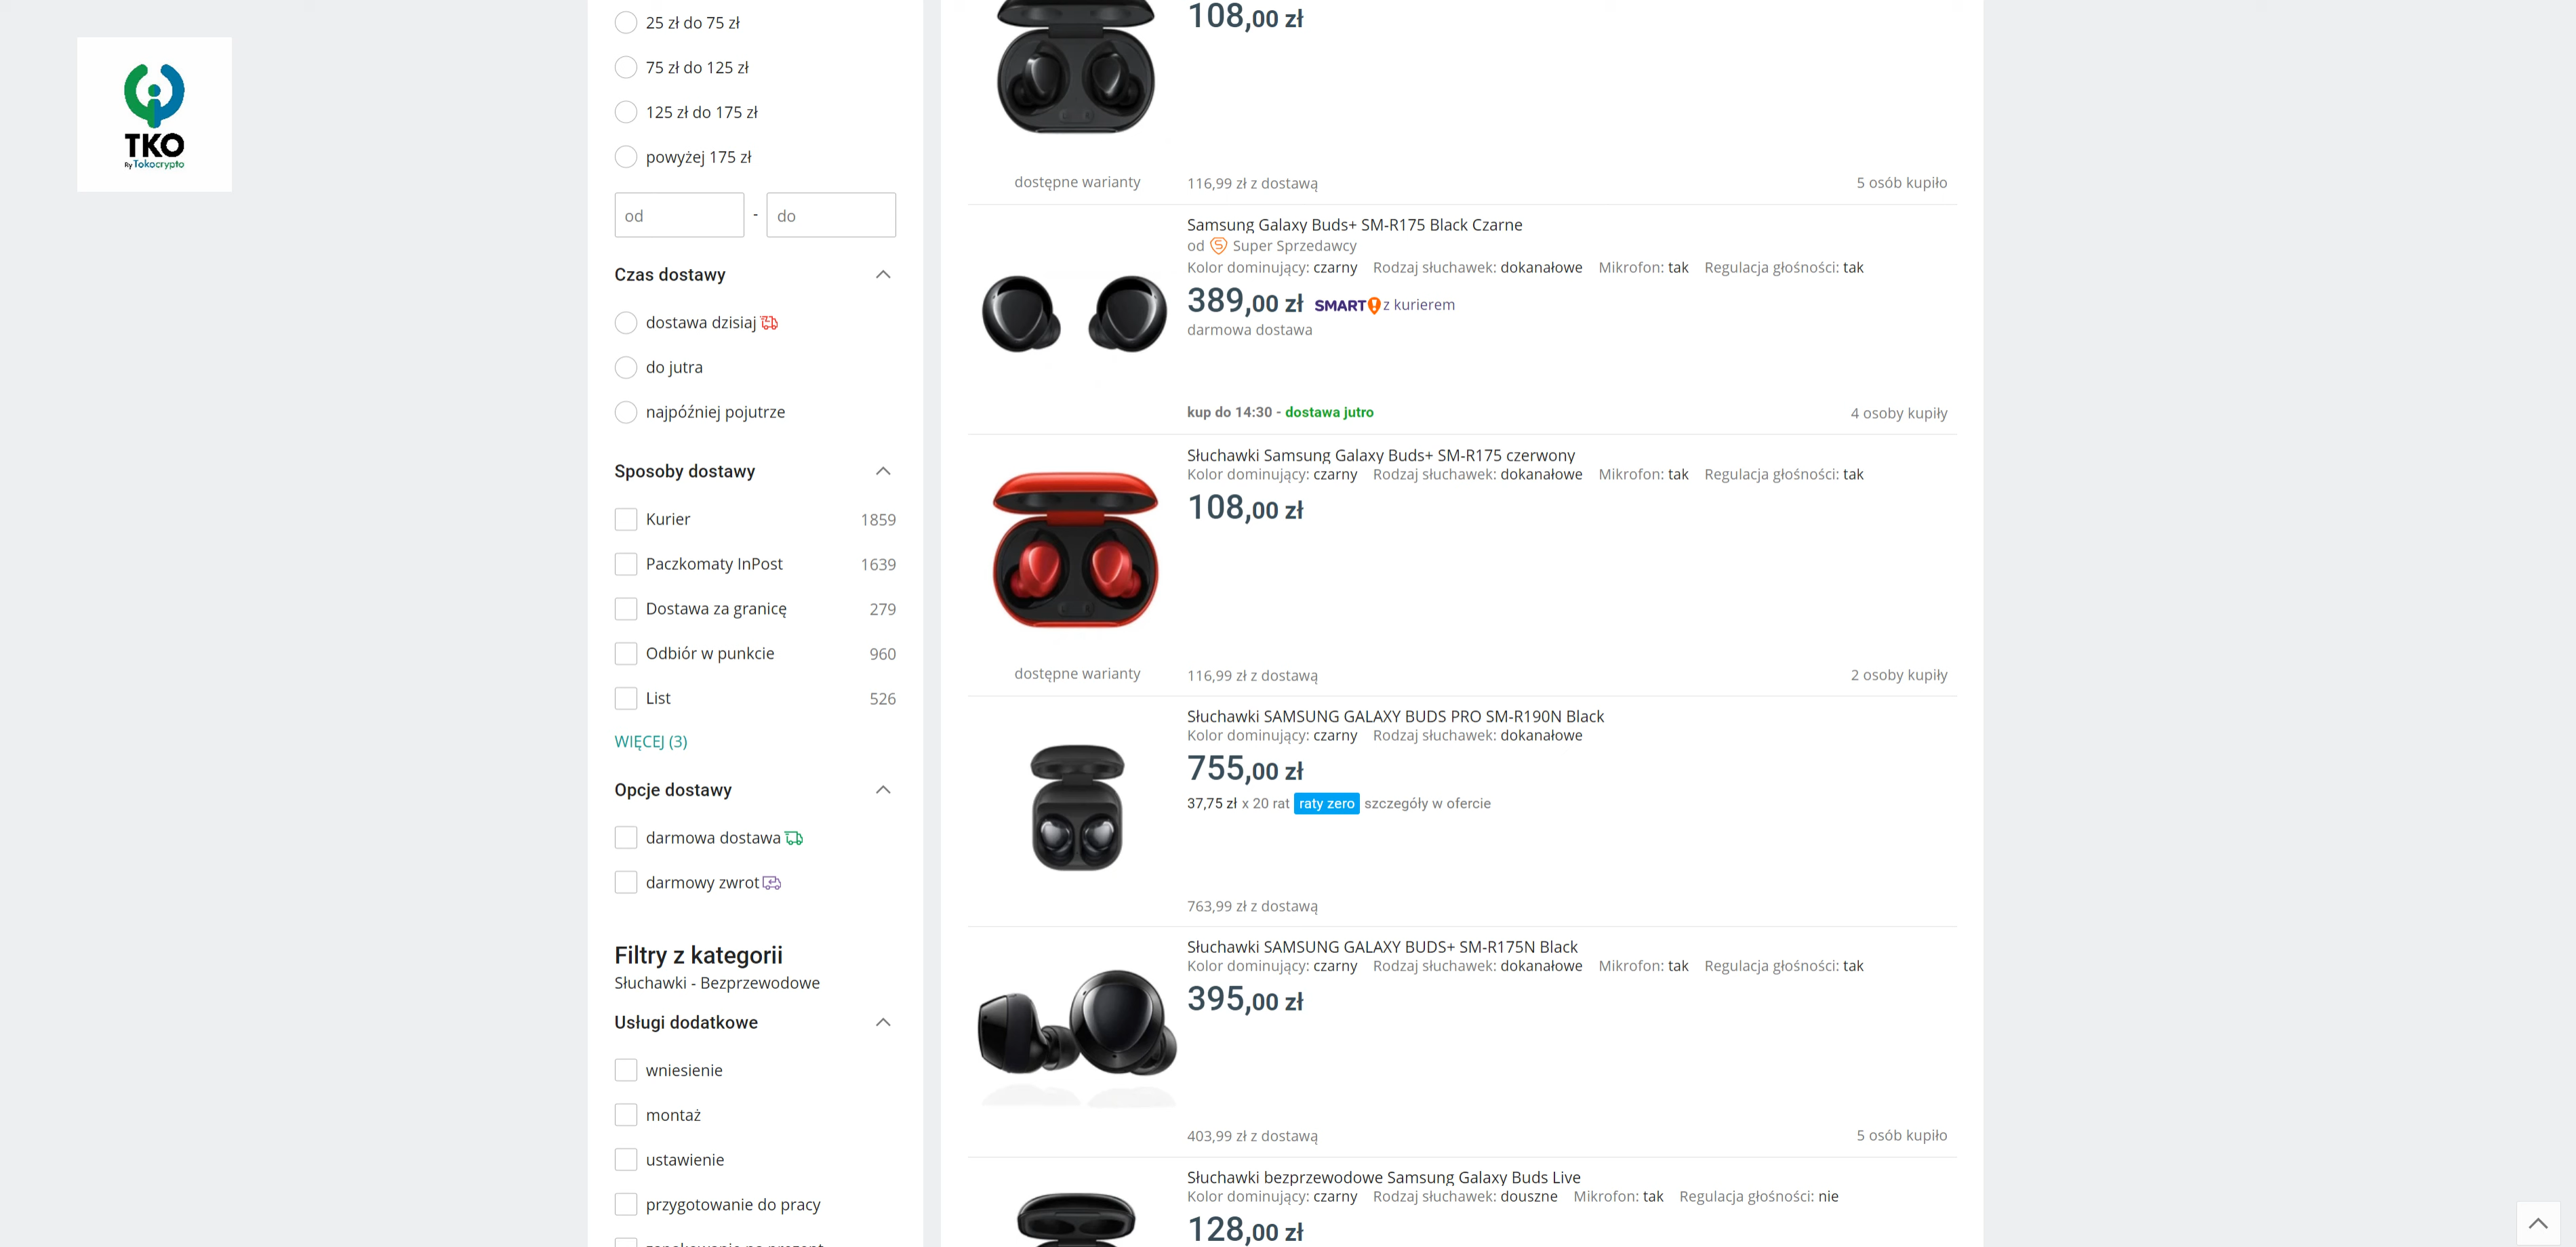 TKO
By Tokocrypto
25 zł do 75 zł
75 zł do 125 zł
125 zł do 175 zł
powyżej 175 zł
od - do
Czas dostawy
dostawa dzisiaj
do jutra
najpóźniej pojutrze
Sposoby dostawy
Kurier 1859
Paczkomaty InPost 1639
Dostawa za granicę 279
Odbiór w punkcie 960
List 526
WIĘCEJ (3)
Opcje dostawy
darmowa dostawa
darmowy zwrot
Filtry z kategorii
Słuchawki - Bezprzewodowe
Usługi dodatkowe
wniesienie
montaż
ustawienie
przygotowanie do pracy
108,00 zł
dostępne warianty
116,99 zł z dostawą
5 osób kupiło
Samsung Galaxy Buds+ SM-R175 Black Czarne
od Super Sprzedawcy
Kolor dominujący: czarny Rodzaj słuchawek: dokanałowe Mikrofon: tak Regulacja głośności: tak
389,00 zł SMART! z kurierem
darmowa dostawa
kup do 14:30 - dostawa jutro
4 osoby kupiły
Słuchawki Samsung Galaxy Buds+ SM-R175 czerwony
Kolor dominujący: czarny Rodzaj słuchawek: dokanałowe Mikrofon: tak Regulacja głośności: tak
108,00 zł
dostępne warianty
116,99 zł z dostawą
2 osoby kupiły
Słuchawki SAMSUNG GALAXY BUDS PRO SM-R190N Black
Kolor dominujący: czarny Rodzaj słuchawek: dokanałowe
755,00 zł
37,75 zł x 20 rat raty zero szczegóły w ofercie
763,99 zł z dostawą
Słuchawki SAMSUNG GALAXY BUDS+ SM-R175N Black
Kolor dominujący: czarny Rodzaj słuchawek: dokanałowe Mikrofon: tak Regulacja głośności: tak
395,00 zł
403,99 zł z dostawą
5 osób kupiło
Słuchawki bezprzewodowe Samsung Galaxy Buds Live
Kolor dominujący: czarny Rodzaj słuchawek: douszne Mikrofon: tak Regulacja głośności: nie
128,00 zł